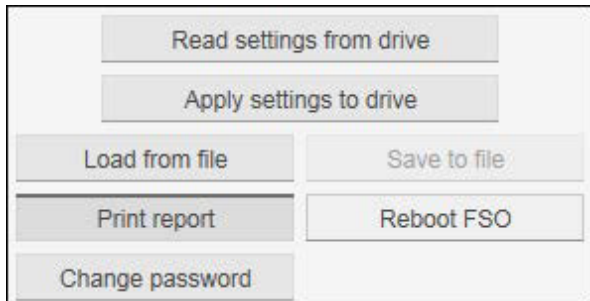 Read settings from drive
Apply settings to drive
Load from file
Save to file
Print report
Reboot FSO
Change password